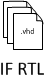 .vhd
IF RTL